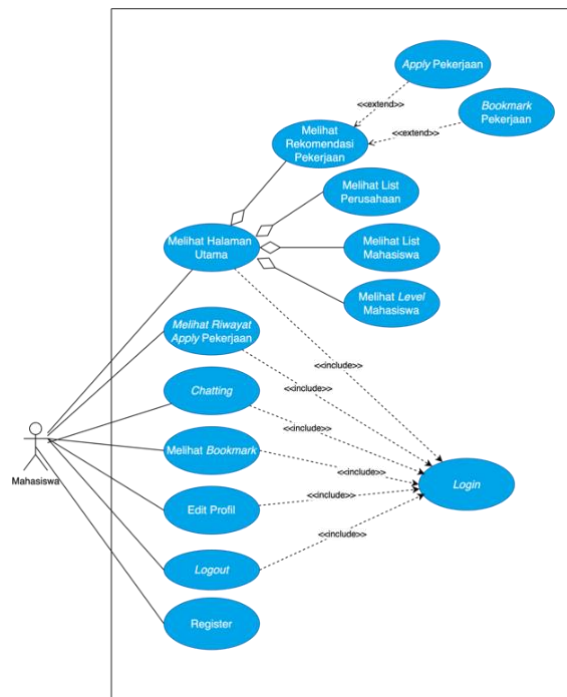 Apply Pekerjaan
<<extend>>
Bookmark
Pekerjaan
<<extend>>
Melihat
Rekomendasi
Pekerjaan
Melihat List
Perusahaan
Melihat Halaman
Utama
Melihat List
Mahasiswa
Melihat Level
Mahasiswa
Melihat Riwayat
Apply Pekerjaan
<<include>>
<<include>>
Chatting
<<include>>
Mahasiswa
Melihat Bookmark
<<include>>
Login
Edit Profil
<<include>>
<<include>>
Logout
Register